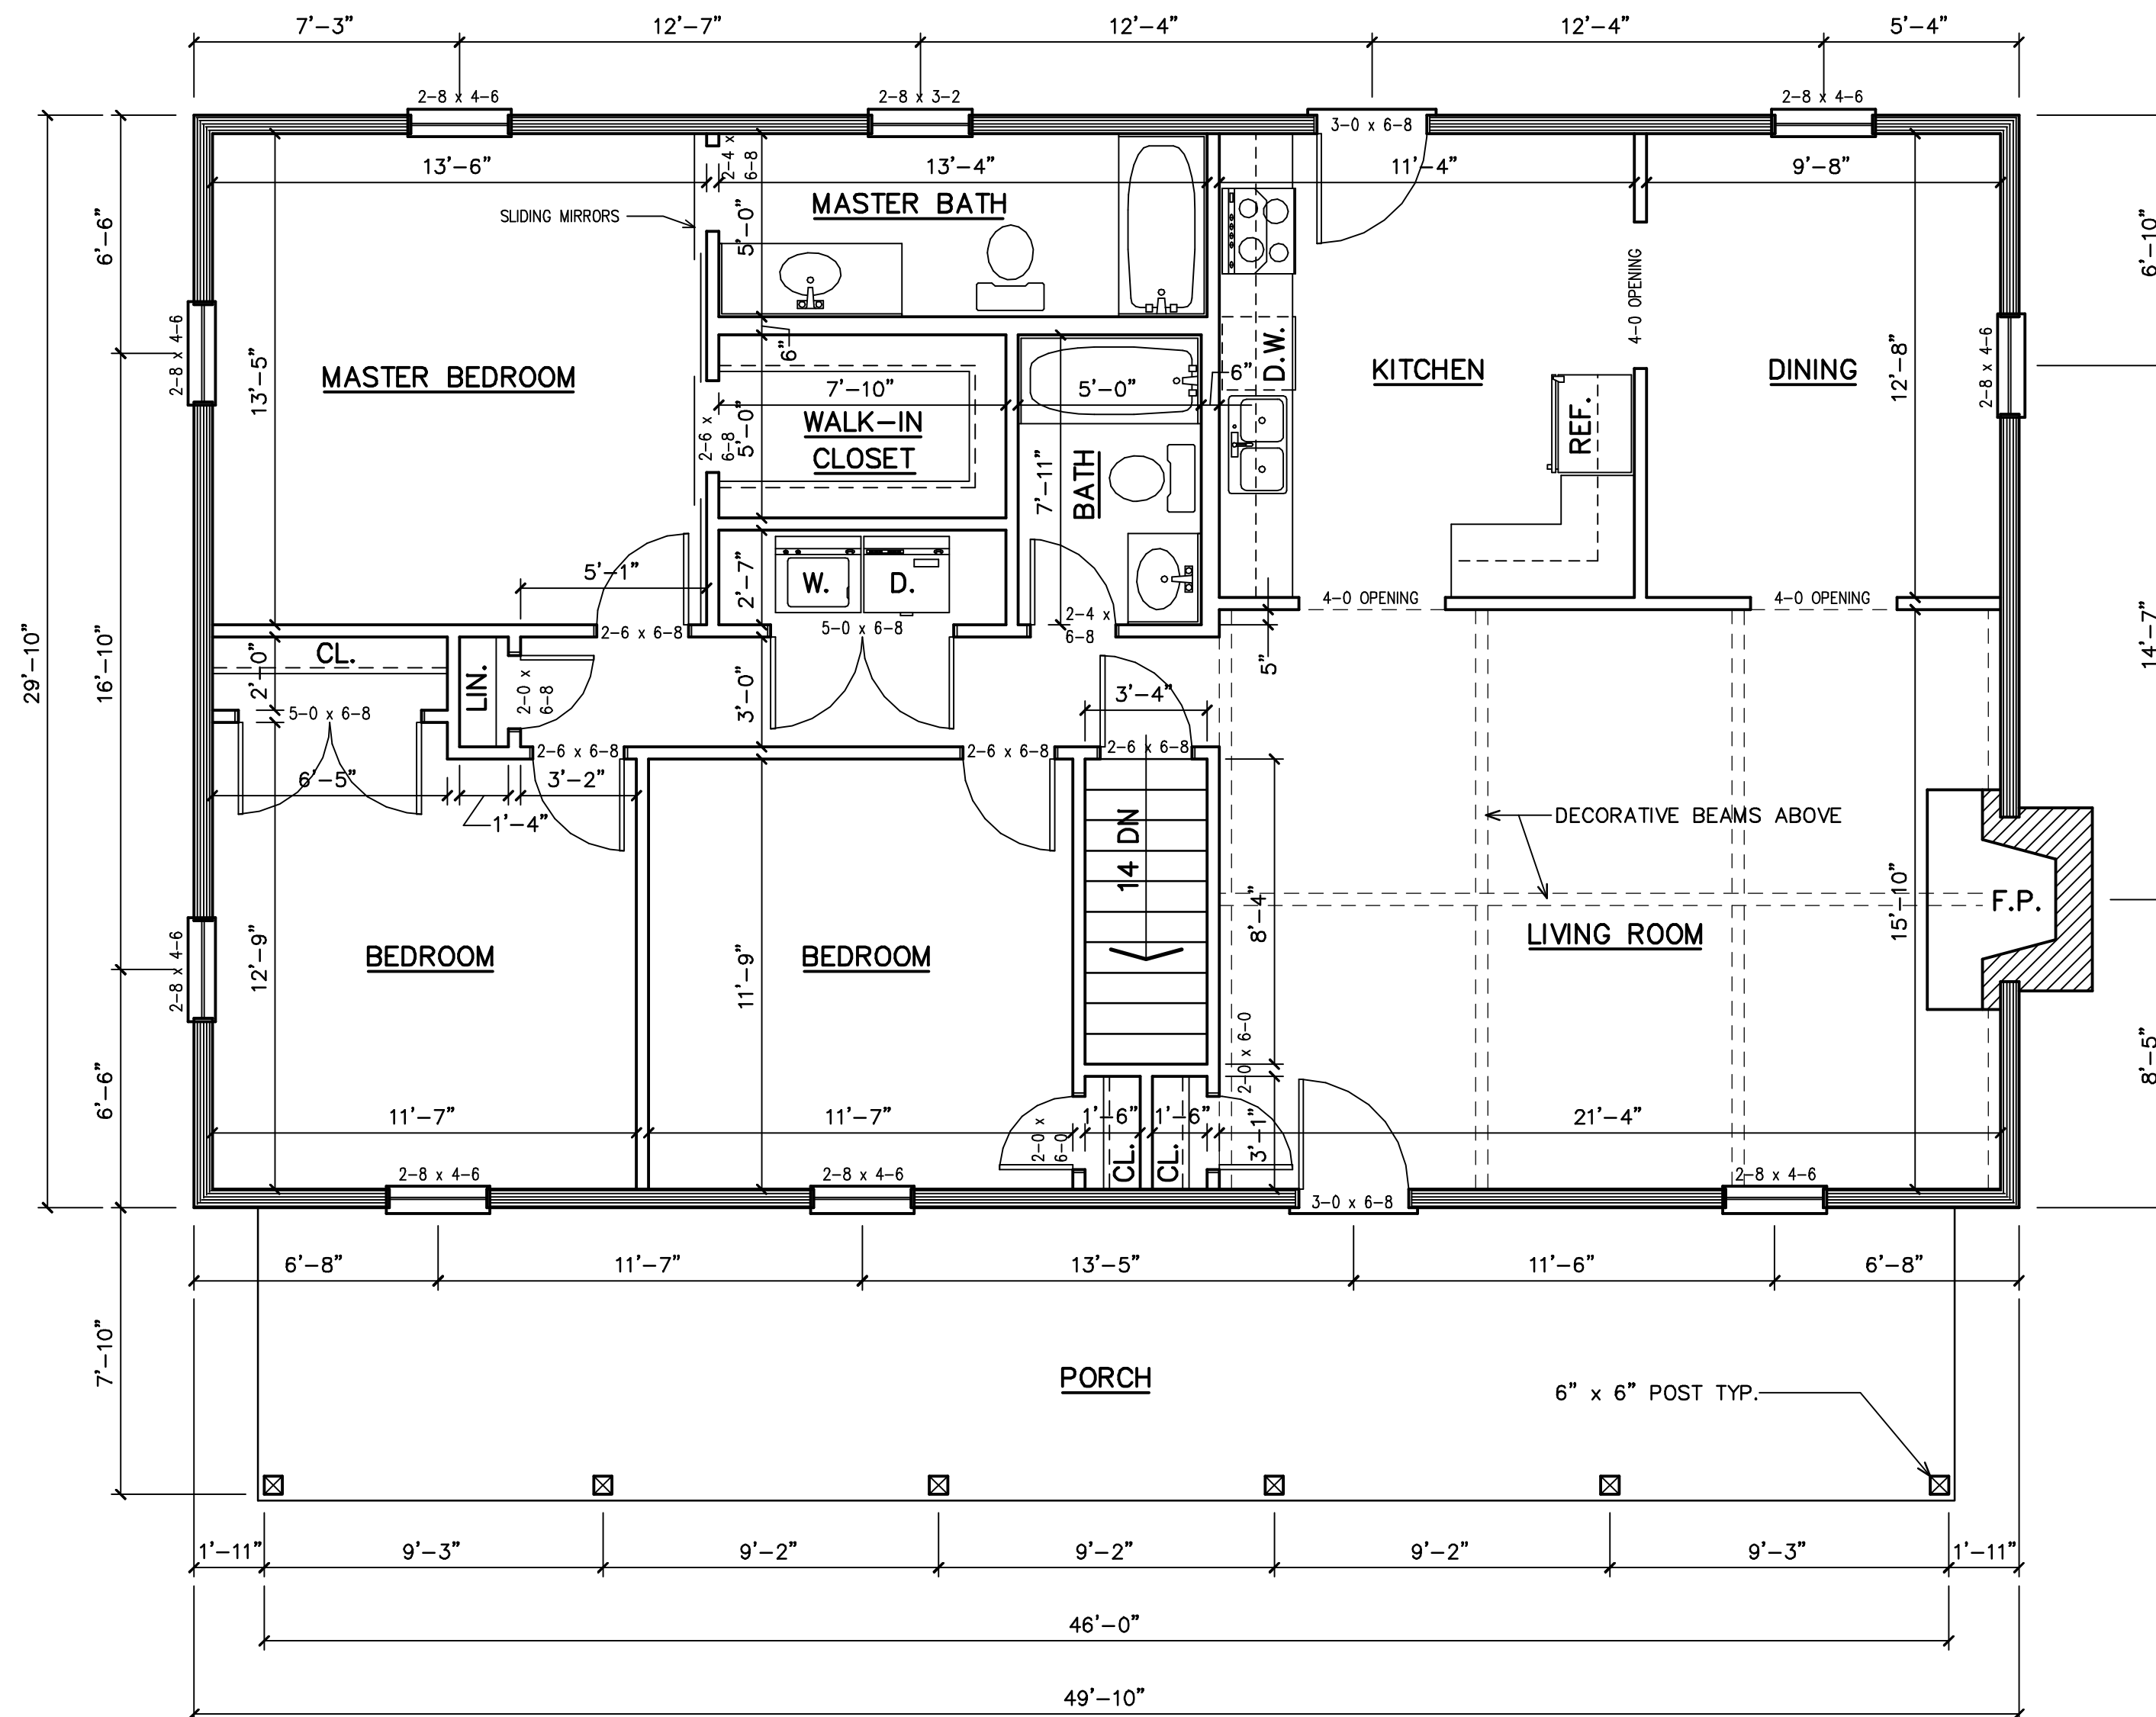 7'-3" 12'-7" 12'-4" 12'-4" 5'-4"
2-8 x 4-6 2-8 x 3-2 3-0 x 6-8 2-8 x 4-6
13'-6" 2-4 x 6-8 13'-4" 11'-4" 9'-8"
SLIDING MIRRORS
MASTER BATH
5'-0"
6'-6"
6'-10"
4-0 OPENING
2-8 x 4-6
13'-5"
MASTER BEDROOM
6"
D.W.
KITCHEN
DINING
12'-8"
2-8 x 4-6
7'-10"
5'-0"
6"
WALK-IN
CLOSET
2-6 x 6-8
5'-0"
7'-11"
BATH
REF.
5'-1"
2'-7"
W.
D.
2-6 x 6-8
5-0 x 6-8
2-4 x
6-8
4-0 OPENING
4-0 OPENING
29'-10"
16'-10"
14'-7"
CL.
2'-0"
LIN.
2-0 x 6-8
3'-0"
5"
3'-4"
5-0 x 6-8
2-6 x 6-8
2-6 x 6-8
2-6 x 6-8
6'-5"
3'-2"
1'-4"
14 DN
DECORATIVE BEAMS ABOVE
2-8 x 4-6
12'-9"
BEDROOM
11'-9"
BEDROOM
8'-4"
LIVING ROOM
15'-10"
F.P.
2-0 x 6-0
8'-5"
6'-6"
11'-7" 11'-7" 1'-6" 1'-6" 21'-4"
2-0 x 6-0
CL.
CL.
3'-1"
2-8 x 4-6 2-8 x 4-6 3-0 x 6-8 2-8 x 4-6
6'-8" 11'-7" 13'-5" 11'-6" 6'-8"
7'-10"
PORCH
6" x 6" POST TYP.
1'-11" 9'-3" 9'-2" 9'-2" 9'-2" 9'-3" 1'-11"
46'-0"
49'-10"